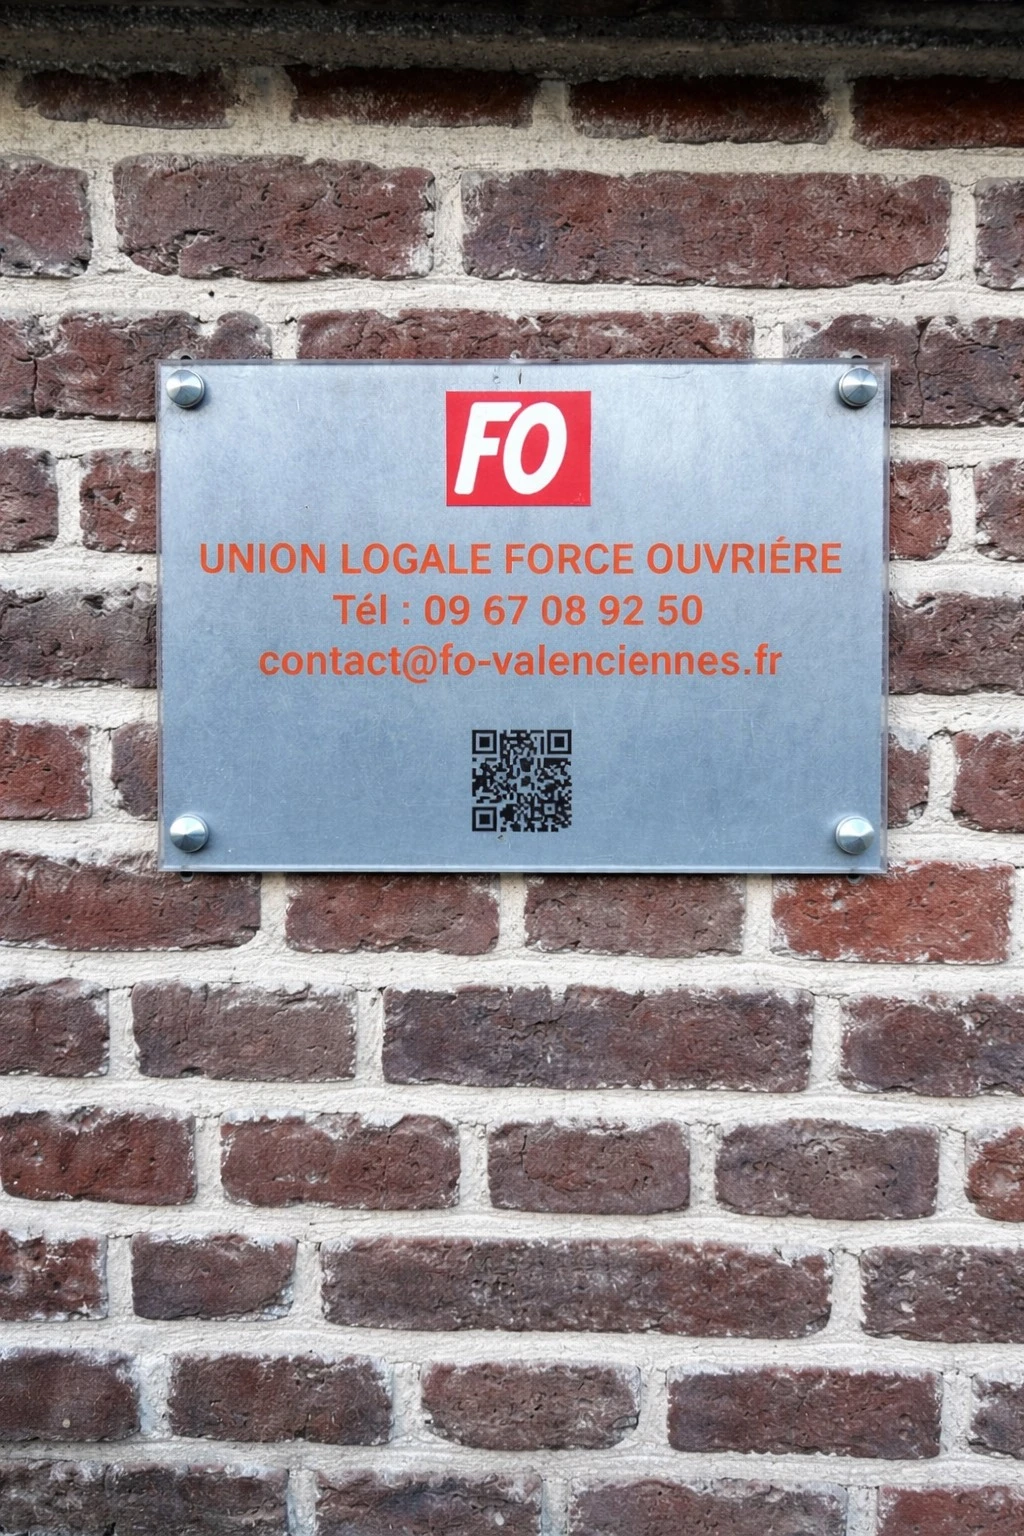 FO
UNION LOGALE FORCE OUVRIÉRE
Tél : 09 67 08 92 50
contact@fo-valenciennes.fr